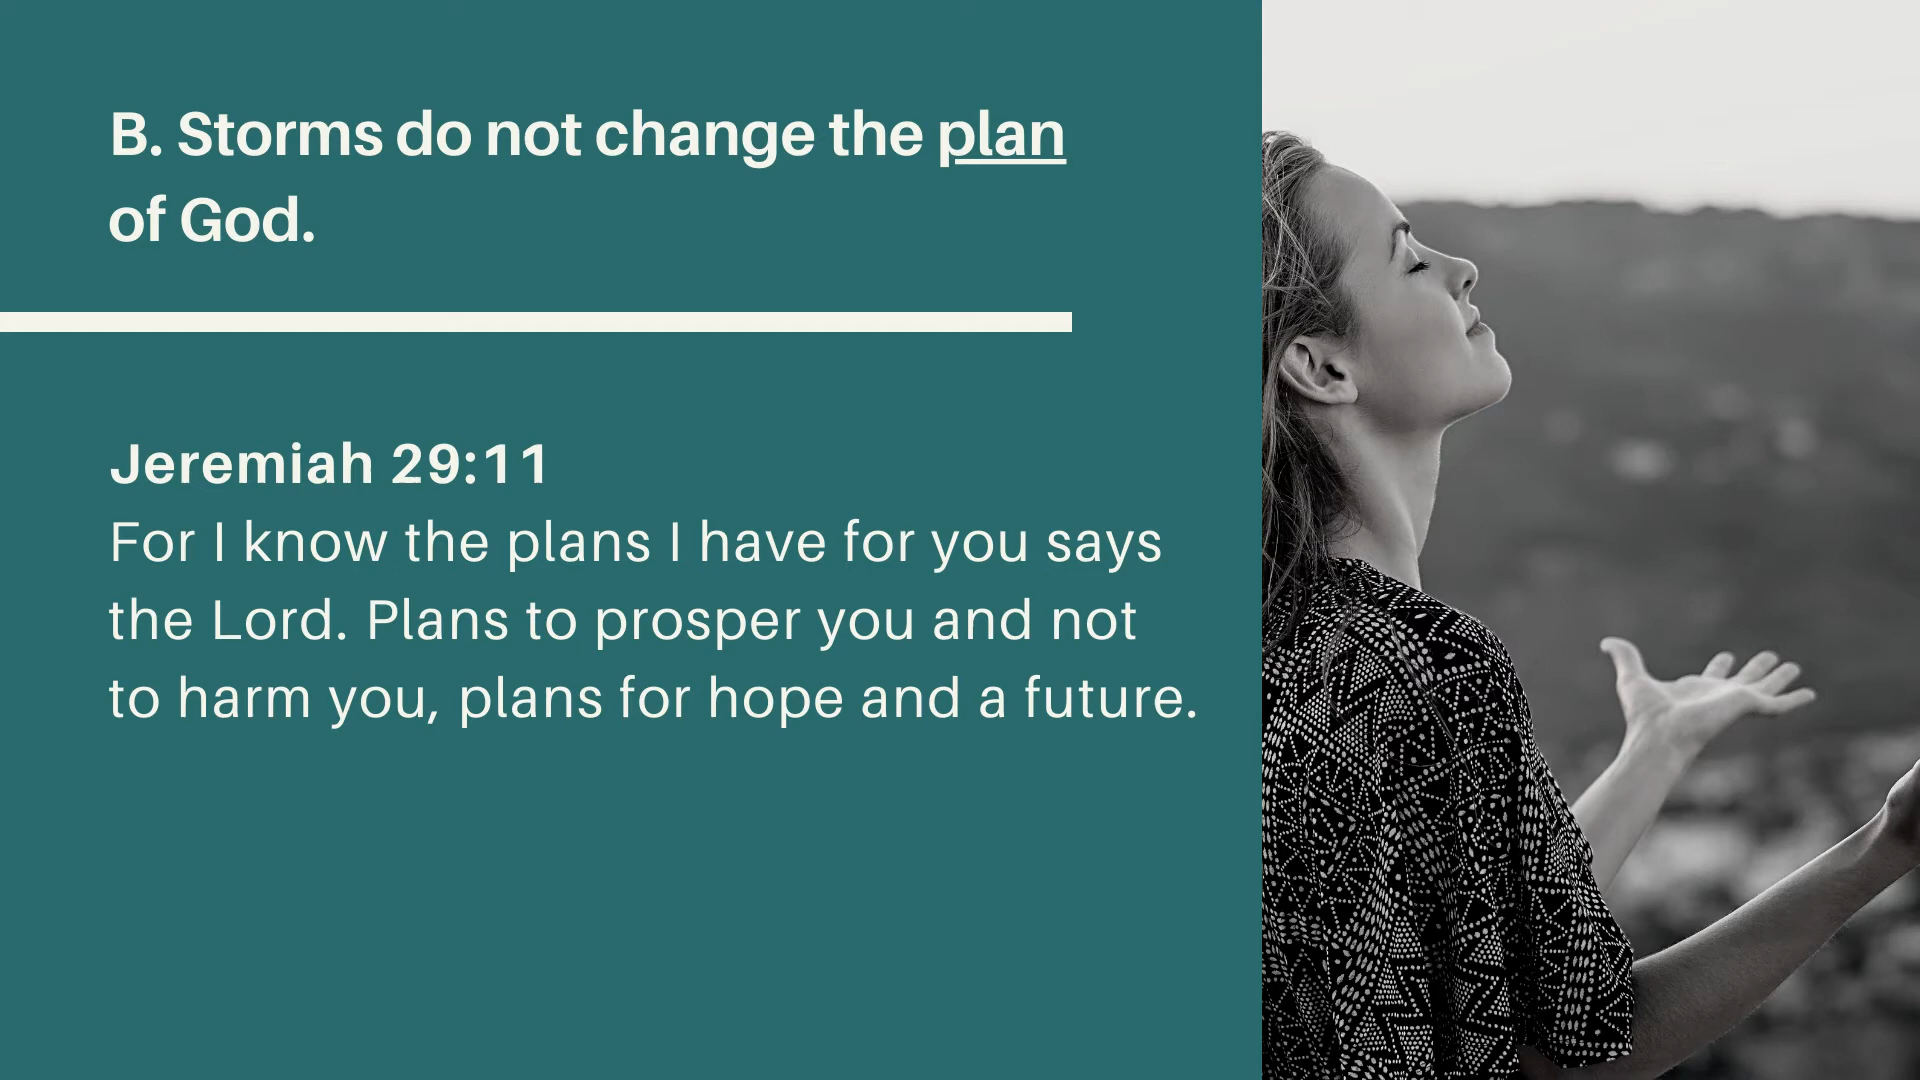 B. Storms do not change the plan
of God.
Jeremiah 29:11
For I know the plans I have for you says
the Lord. Plans to prosper you and not
to harm you, plans for hope and a future.